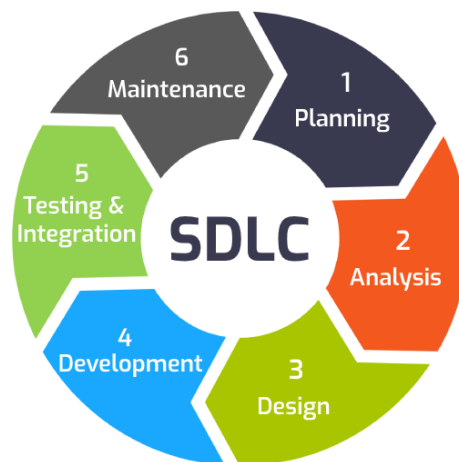 SDLC
1
Planning
2
Analysis
3
Design
4
Development
5
Testing &
Integration
6
Maintenance